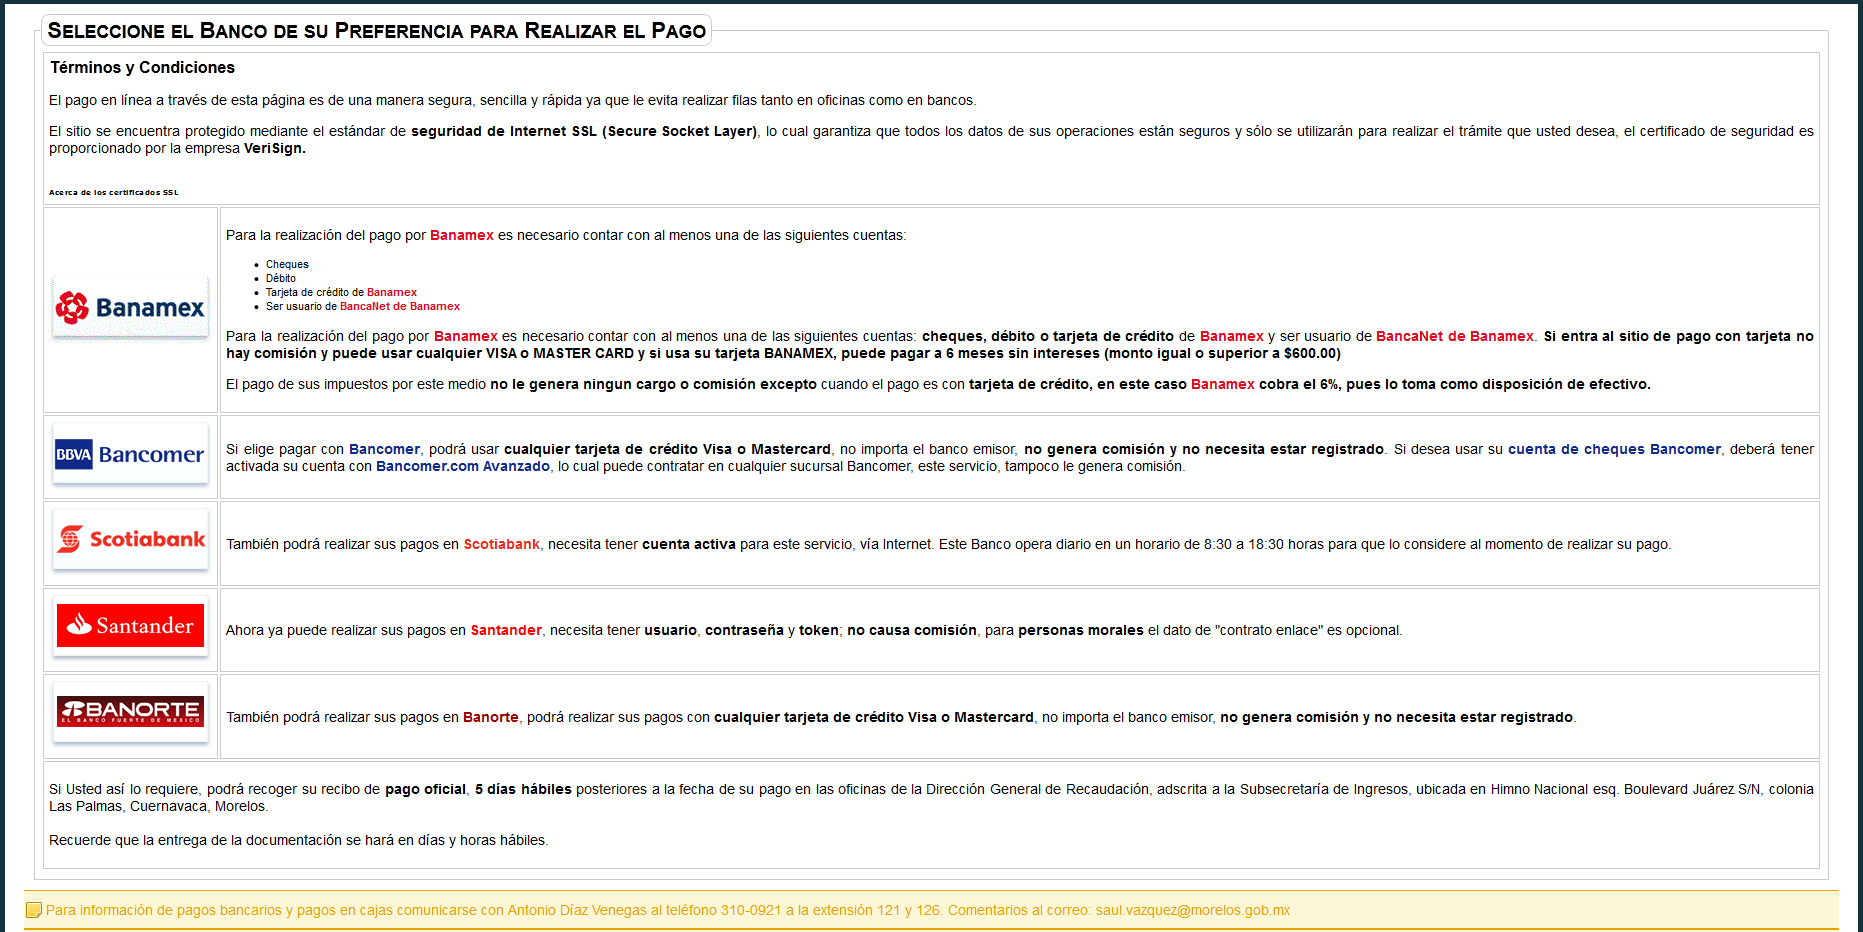 SELECCIONE EL BANCO DE SU PREFERENCIA PARA REALIZAR EL PAGO
Términos y Condiciones
El pago en línea a través de esta página es de una manera segura, sencilla y rápida ya que le evita realizar filas tanto en oficinas como en bancos.
El sitio se encuentra protegido mediante el estándar de seguridad de Internet SSL (Secure Socket Layer), lo cual garantiza que todos los datos de sus operaciones están seguros y sólo se utilizarán para realizar el trámite que usted desea, el certificado de seguridad es
proporcionado por la empresa VeriSign.
Acerca de los certificados SSL
Banamex
Para la realización del pago por Banamex es necesario contar con al menos una de las siguientes cuentas:
• Cheques
• Débito
• Tarjeta de crédito de Banamex
• Ser usuario de BancaNet de Banamex
Para la realización del pago por Banamex es necesario contar con al menos una de las siguientes cuentas: cheques, débito o tarjeta de crédito de Banamex y ser usuario de BancaNet de Banamex. Si entra al sitio de pago con tarjeta no
hay comisión y puede usar cualquier VISA o MASTER CARD y si usa su tarjeta BANAMEX, puede pagar a 6 meses sin intereses (monto igual o superior a $600.00)
El pago de sus impuestos por este medio no le genera ningun cargo o comisión excepto cuando el pago es con tarjeta de crédito, en este caso Banamex cobra el 6%, pues lo toma como disposición de efectivo.
BBVA Bancomer
Si elige pagar con Bancomer, podrá usar cualquier tarjeta de crédito Visa o Mastercard, no importa el banco emisor, no genera comisión y no necesita estar registrado. Si desea usar su cuenta de cheques Bancomer, deberá tener
activada su cuenta con Bancomer.com Avanzado, lo cual puede contratar en cualquier sucursal Bancomer, este servicio, tampoco le genera comisión.
Scotiabank
También podrá realizar sus pagos en Scotiabank, necesita tener cuenta activa para este servicio, vía Internet. Este Banco opera diario en un horario de 8:30 a 18:30 horas para que lo considere al momento de realizar su pago.
Santander
Ahora ya puede realizar sus pagos en Santander, necesita tener usuario, contraseña y token; no causa comisión, para personas morales el dato de "contrato enlace" es opcional.
BANORTE
EL BANCO FUERTE DE MEXICO
También podrá realizar sus pagos en Banorte, podrá realizar sus pagos con cualquier tarjeta de crédito Visa o Mastercard, no importa el banco emisor, no genera comisión y no necesita estar registrado.
Si Usted así lo requiere, podrá recoger su recibo de pago oficial, 5 días hábiles posteriores a la fecha de su pago en las oficinas de la Dirección General de Recaudación, adscrita a la Subsecretaría de Ingresos, ubicada en Himno Nacional esq. Boulevard Juárez S/N, colonia
Las Palmas, Cuernavaca, Morelos.
Recuerde que la entrega de la documentación se hará en días y horas hábiles.
Para información de pagos bancarios y pagos en cajas comunicarse con Antonio Díaz Venegas al teléfono 310-0921 a la extensión 121 y 126. Comentarios al correo: saul.vazquez@morelos.gob.mx